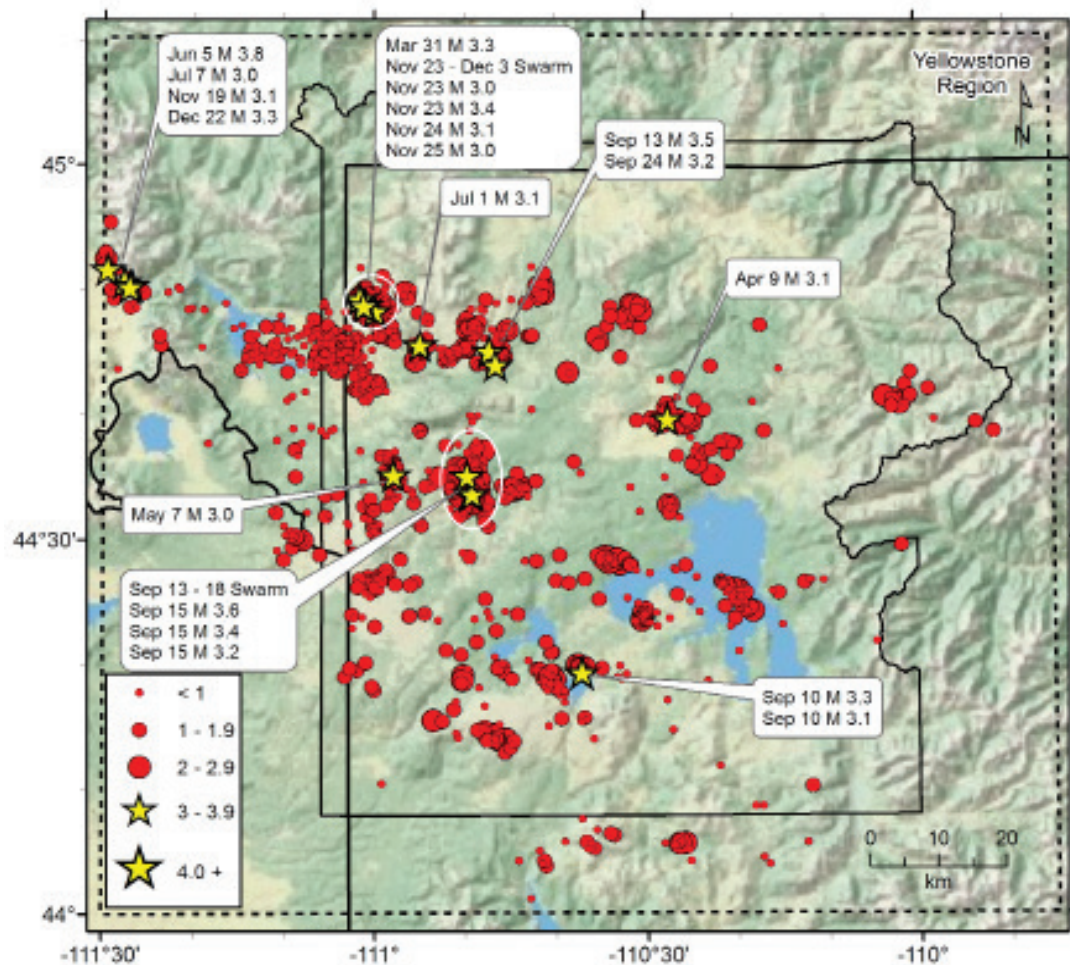 Jun 5 M 3.8
Jul 7 M 3.0
Nov 19 M 3.1
Dec 22 M 3.3
Mar 31 M 3.3
Nov 23 - Dec 3 Swarm
Nov 23 M 3.0
Nov 23 M 3.4
Nov 24 M 3.1
Nov 25 M 3.0
Yellowstone
Region
N
Sep 13 M 3.5
Sep 24 M 3.2
45°
Jul 1 M 3.1
Apr 9 M 3.1
May 7 M 3.0
44°30'
Sep 13 - 18 Swarm
Sep 15 M 3.6
Sep 15 M 3.4
Sep 15 M 3.2
Sep 10 M 3.3
Sep 10 M 3.1
< 1
1 - 1.9
2 - 2.9
3 - 3.9
4.0 +
0 10 20
km
44°
-111°30' -111° -110°30' -110°